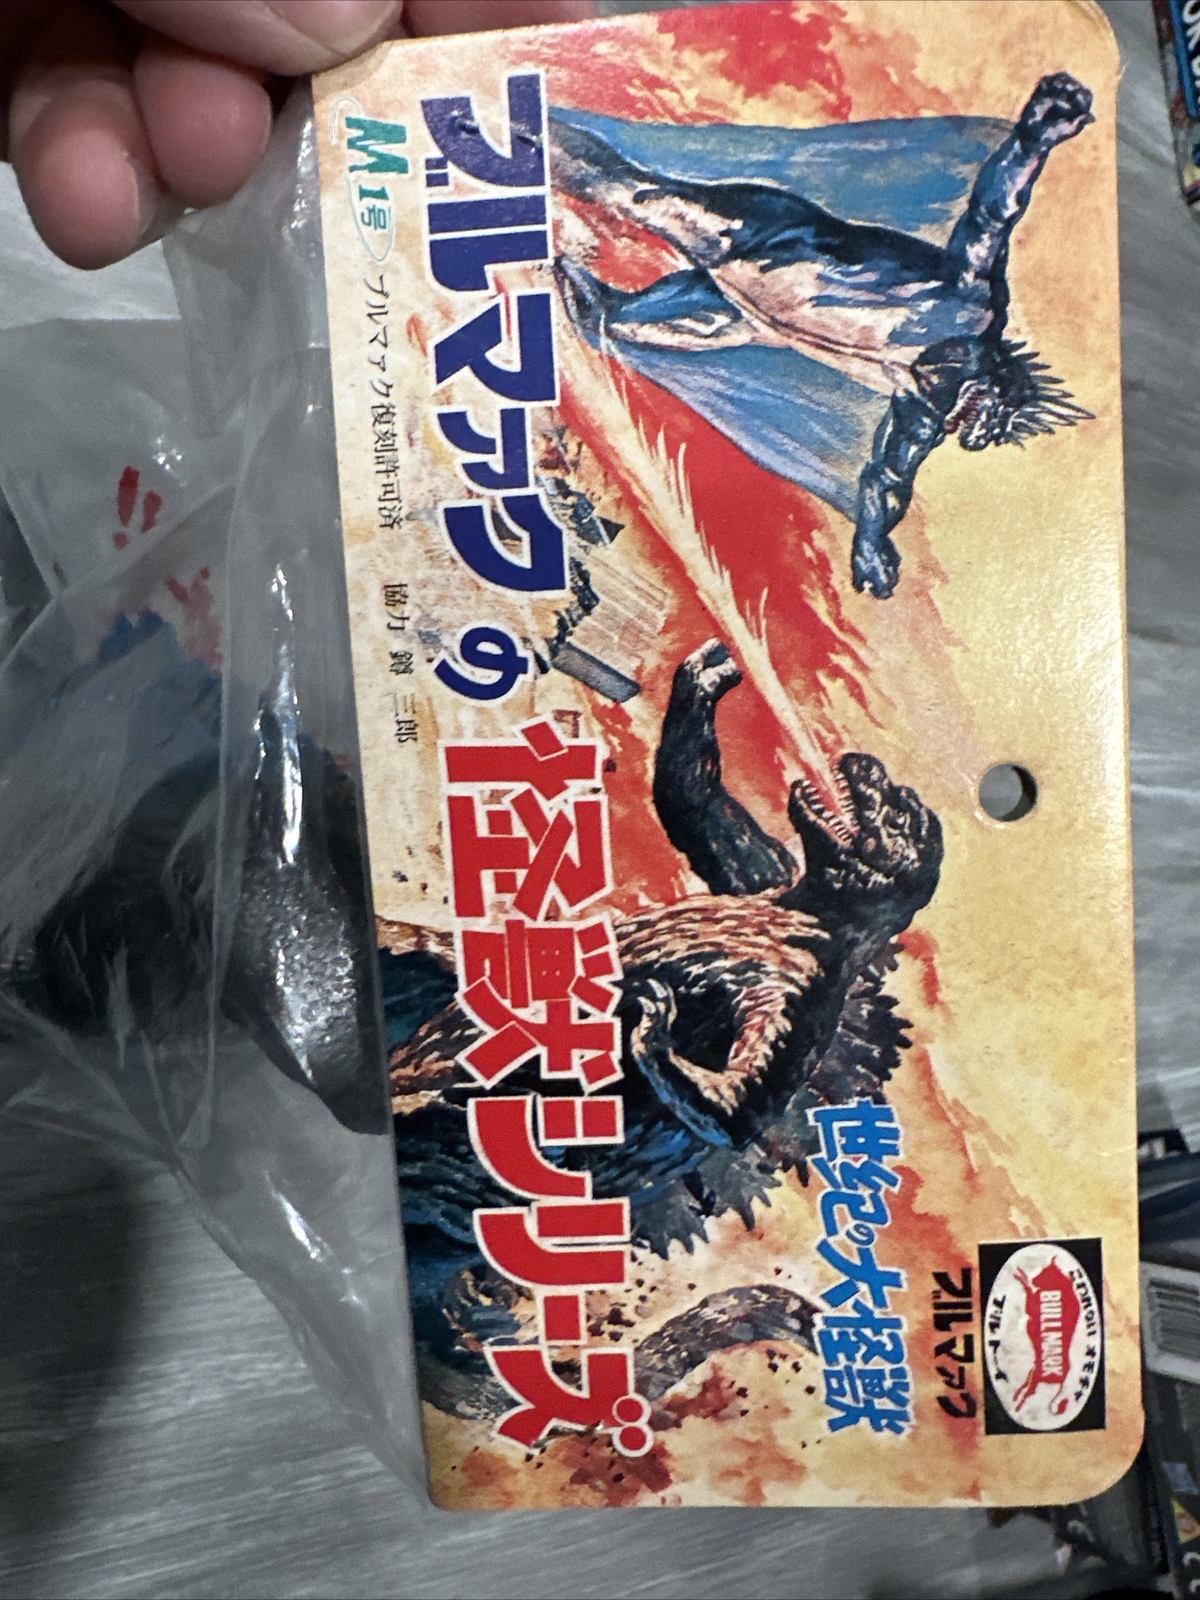 BULLMARK
ブルマァク
世紀の大怪獣
ブルマァクの怪獣シリーズ
M1号
ブルマァク復刻許可済 協力 鐏 三郎